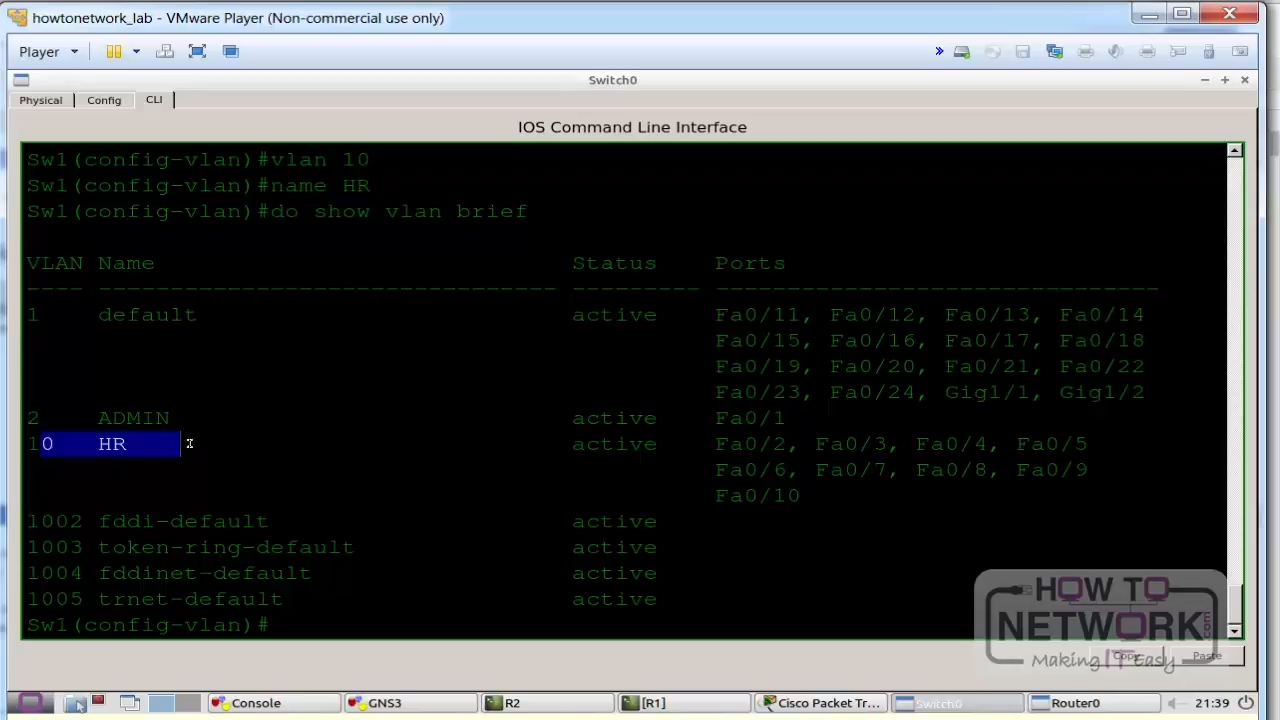 howtonetwork_lab - VMware Player (Non-commercial use only)
Player
Switch0
Physical Config CLI
IOS Command Line Interface
Sw1(config-vlan)#vlan 10
Sw1(config-vlan)#name HR
Sw1(config-vlan)#do show vlan brief
VLAN Name Status Ports
---- -------------------------------- --------- -------------------------------
1 default active Fa0/11, Fa0/12, Fa0/13, Fa0/14
Fa0/15, Fa0/16, Fa0/17, Fa0/18
Fa0/19, Fa0/20, Fa0/21, Fa0/22
Fa0/23, Fa0/24, Gig1/1, Gig1/2
2 ADMIN active Fa0/1
10 HR active Fa0/2, Fa0/3, Fa0/4, Fa0/5
Fa0/6, Fa0/7, Fa0/8, Fa0/9
Fa0/10
1002 fddi-default active
1003 token-ring-default active
1004 fddinet-default active
1005 trnet-default active
Sw1(config-vlan)#
HOW TO
NETWORK.com
Making IT Easy
Copy Paste
Console GNS3 R2 [R1] Cisco Packet Tr... Switch0 Router0 21:39